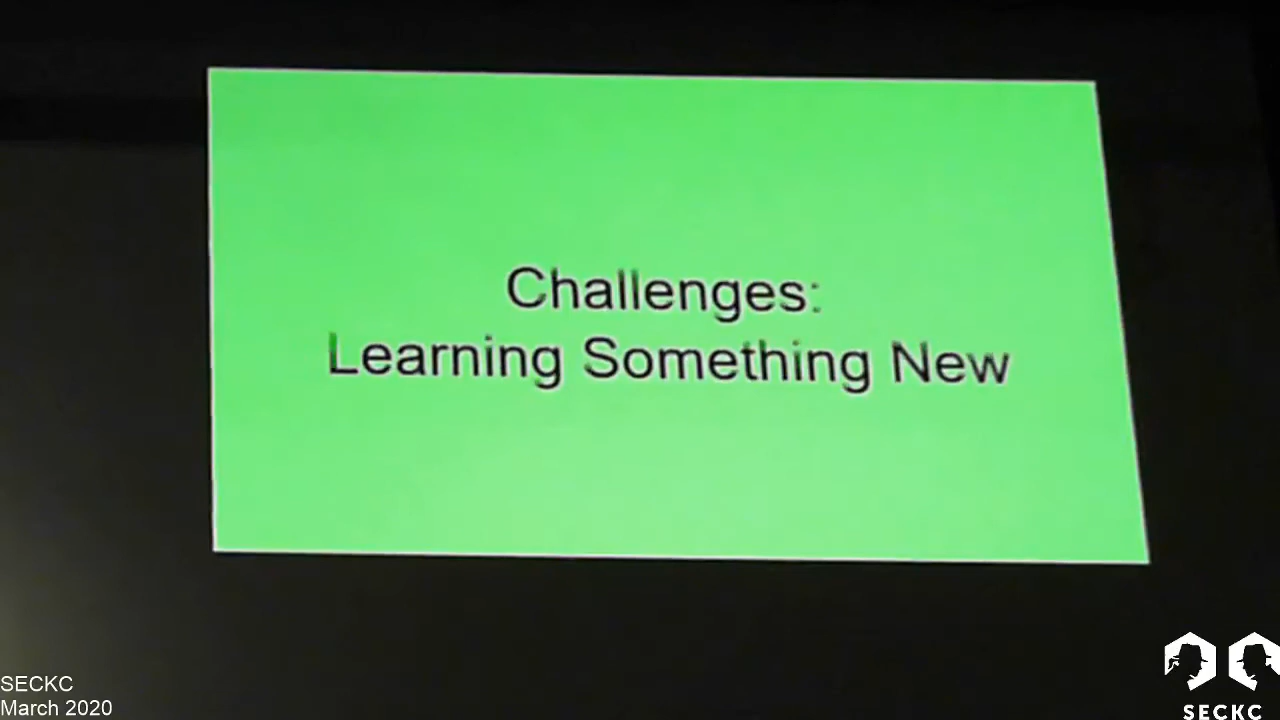 Challenges:
Learning Something New
SECKC
March 2020
SECKC